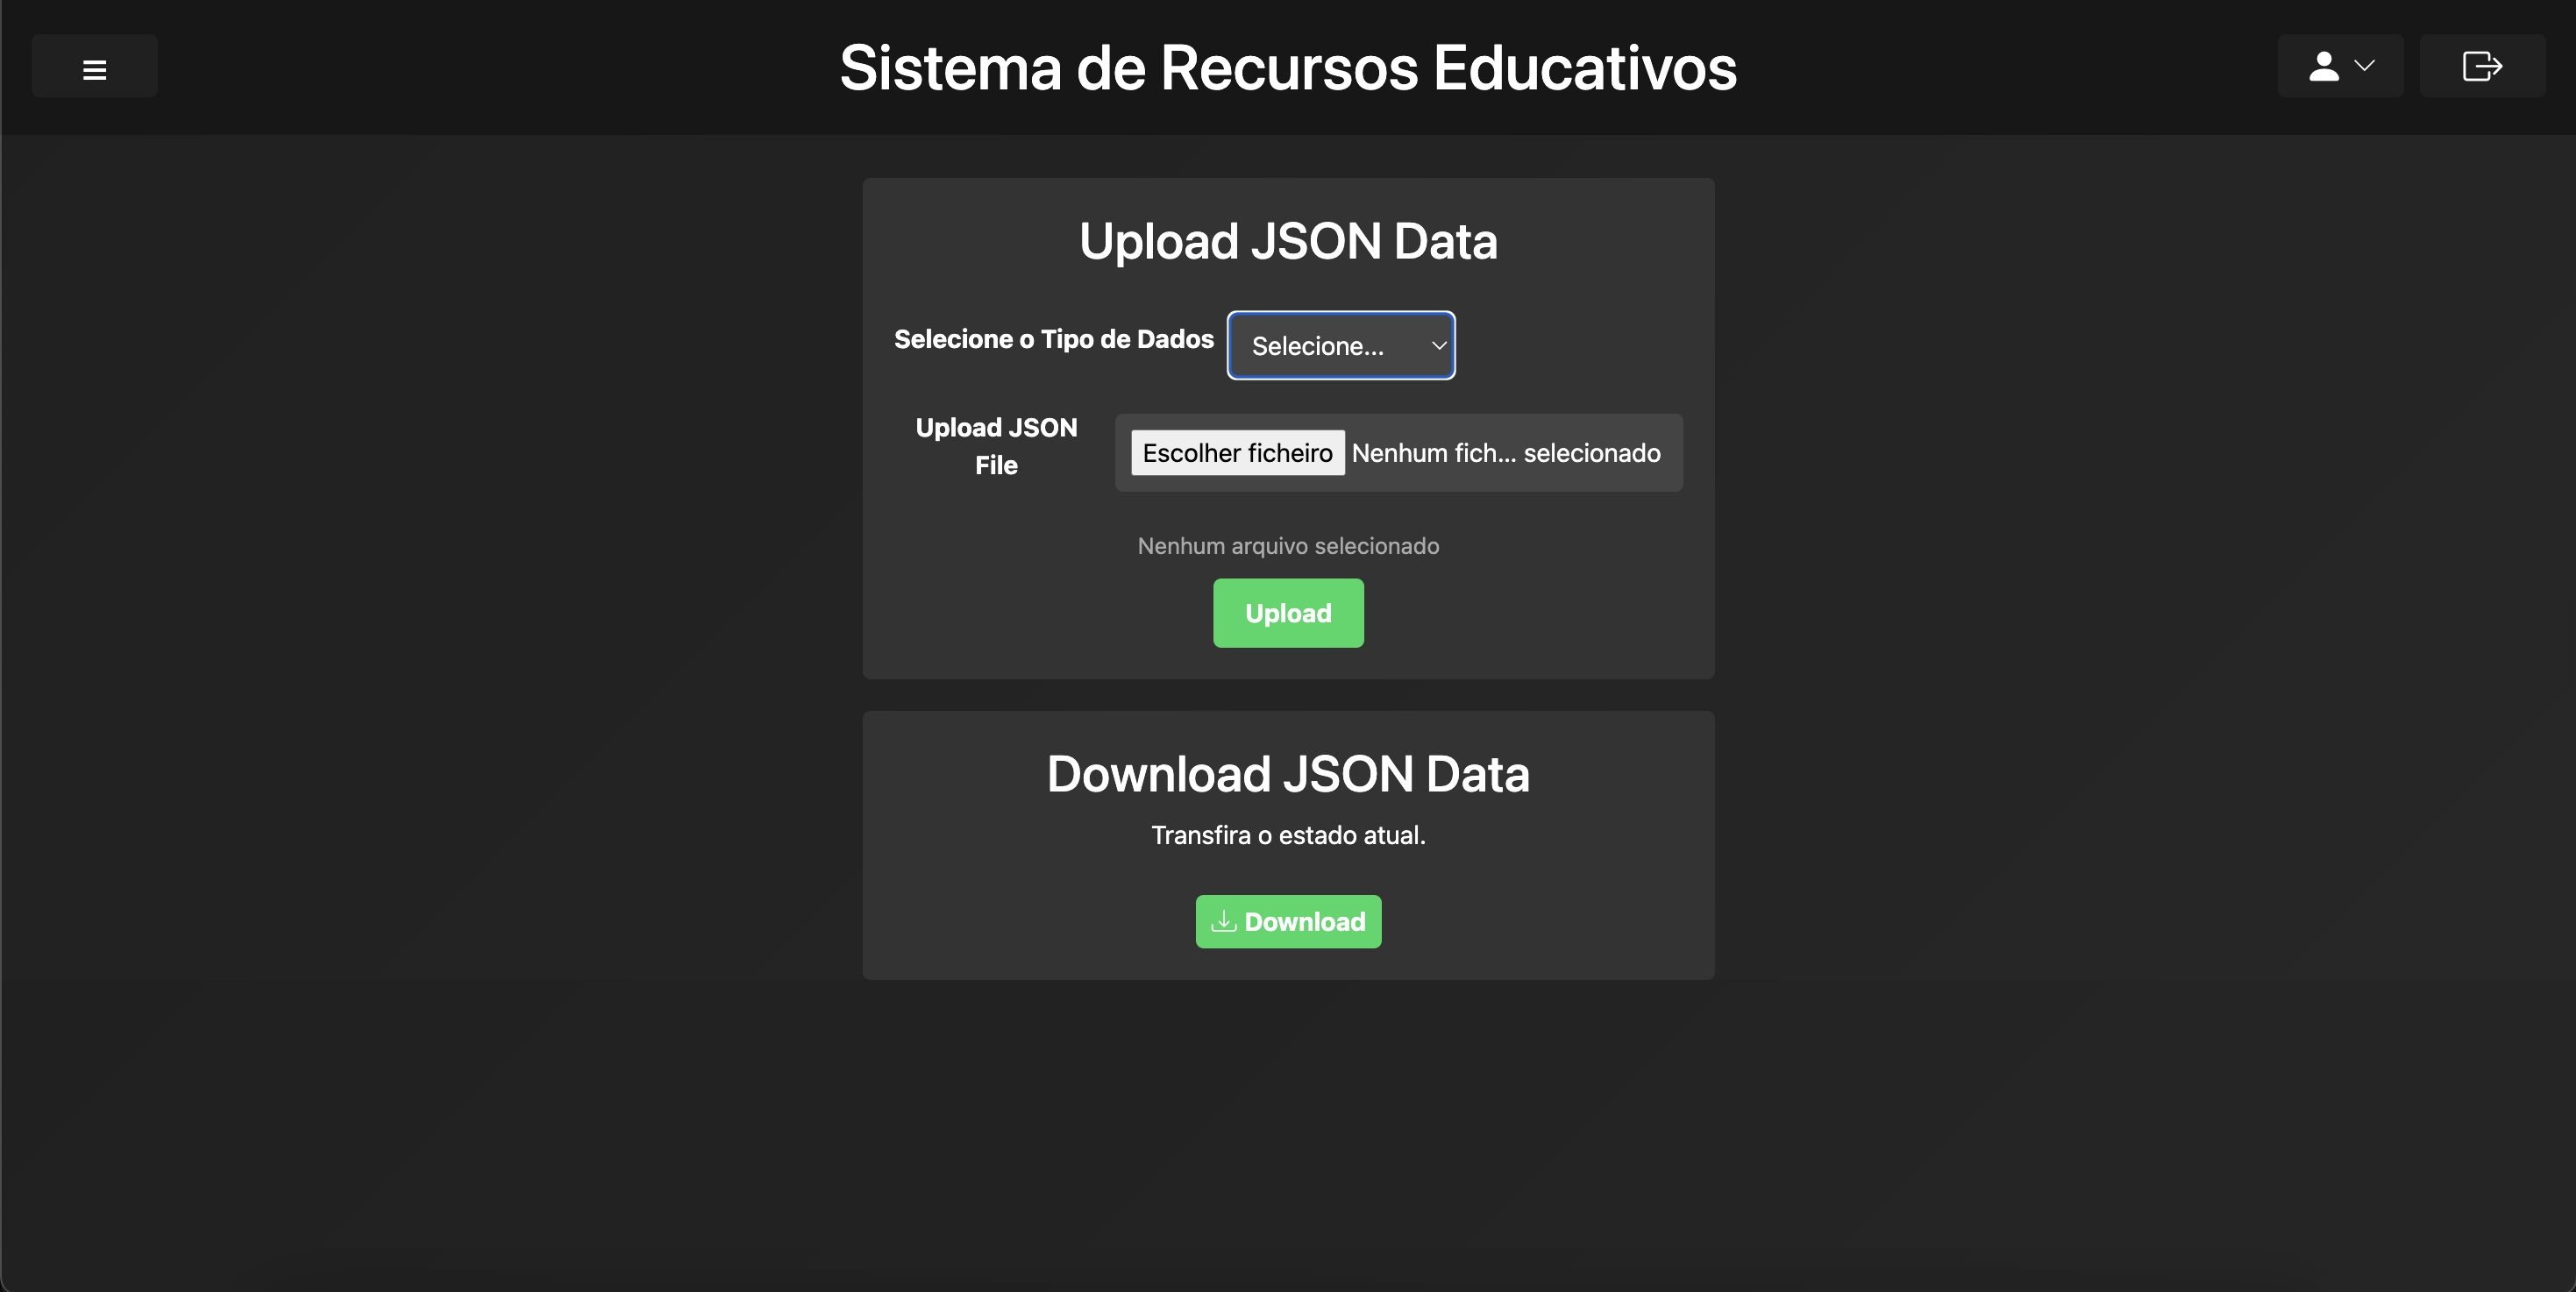 Sistema de Recursos Educativos
Upload JSON Data
Selecione o Tipo de Dados
Selecione...
Upload JSON
File
Escolher ficheiro Nenhum fich... selecionado
Nenhum arquivo selecionado
Upload
Download JSON Data
Transfira o estado atual.
Download